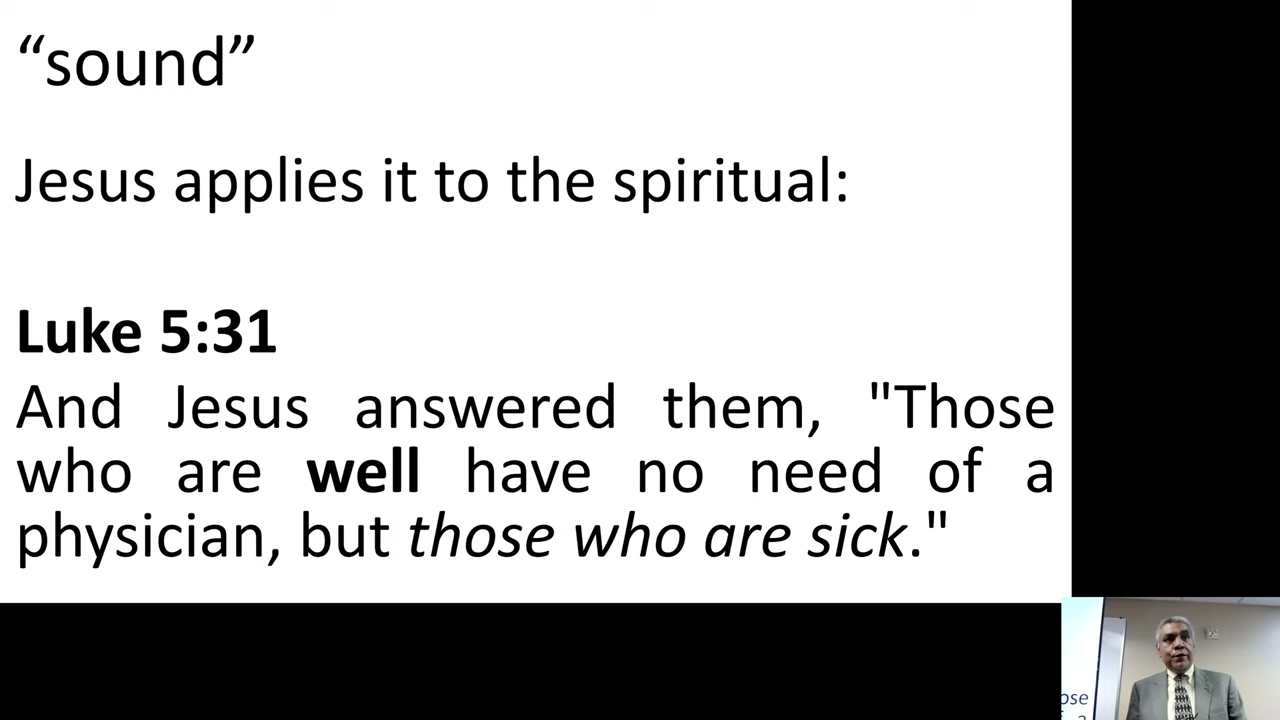 “sound”
Jesus applies it to the spiritual:
Luke 5:31
And Jesus answered them, "Those
who are well have no need of a
physician, but those who are sick."
ose